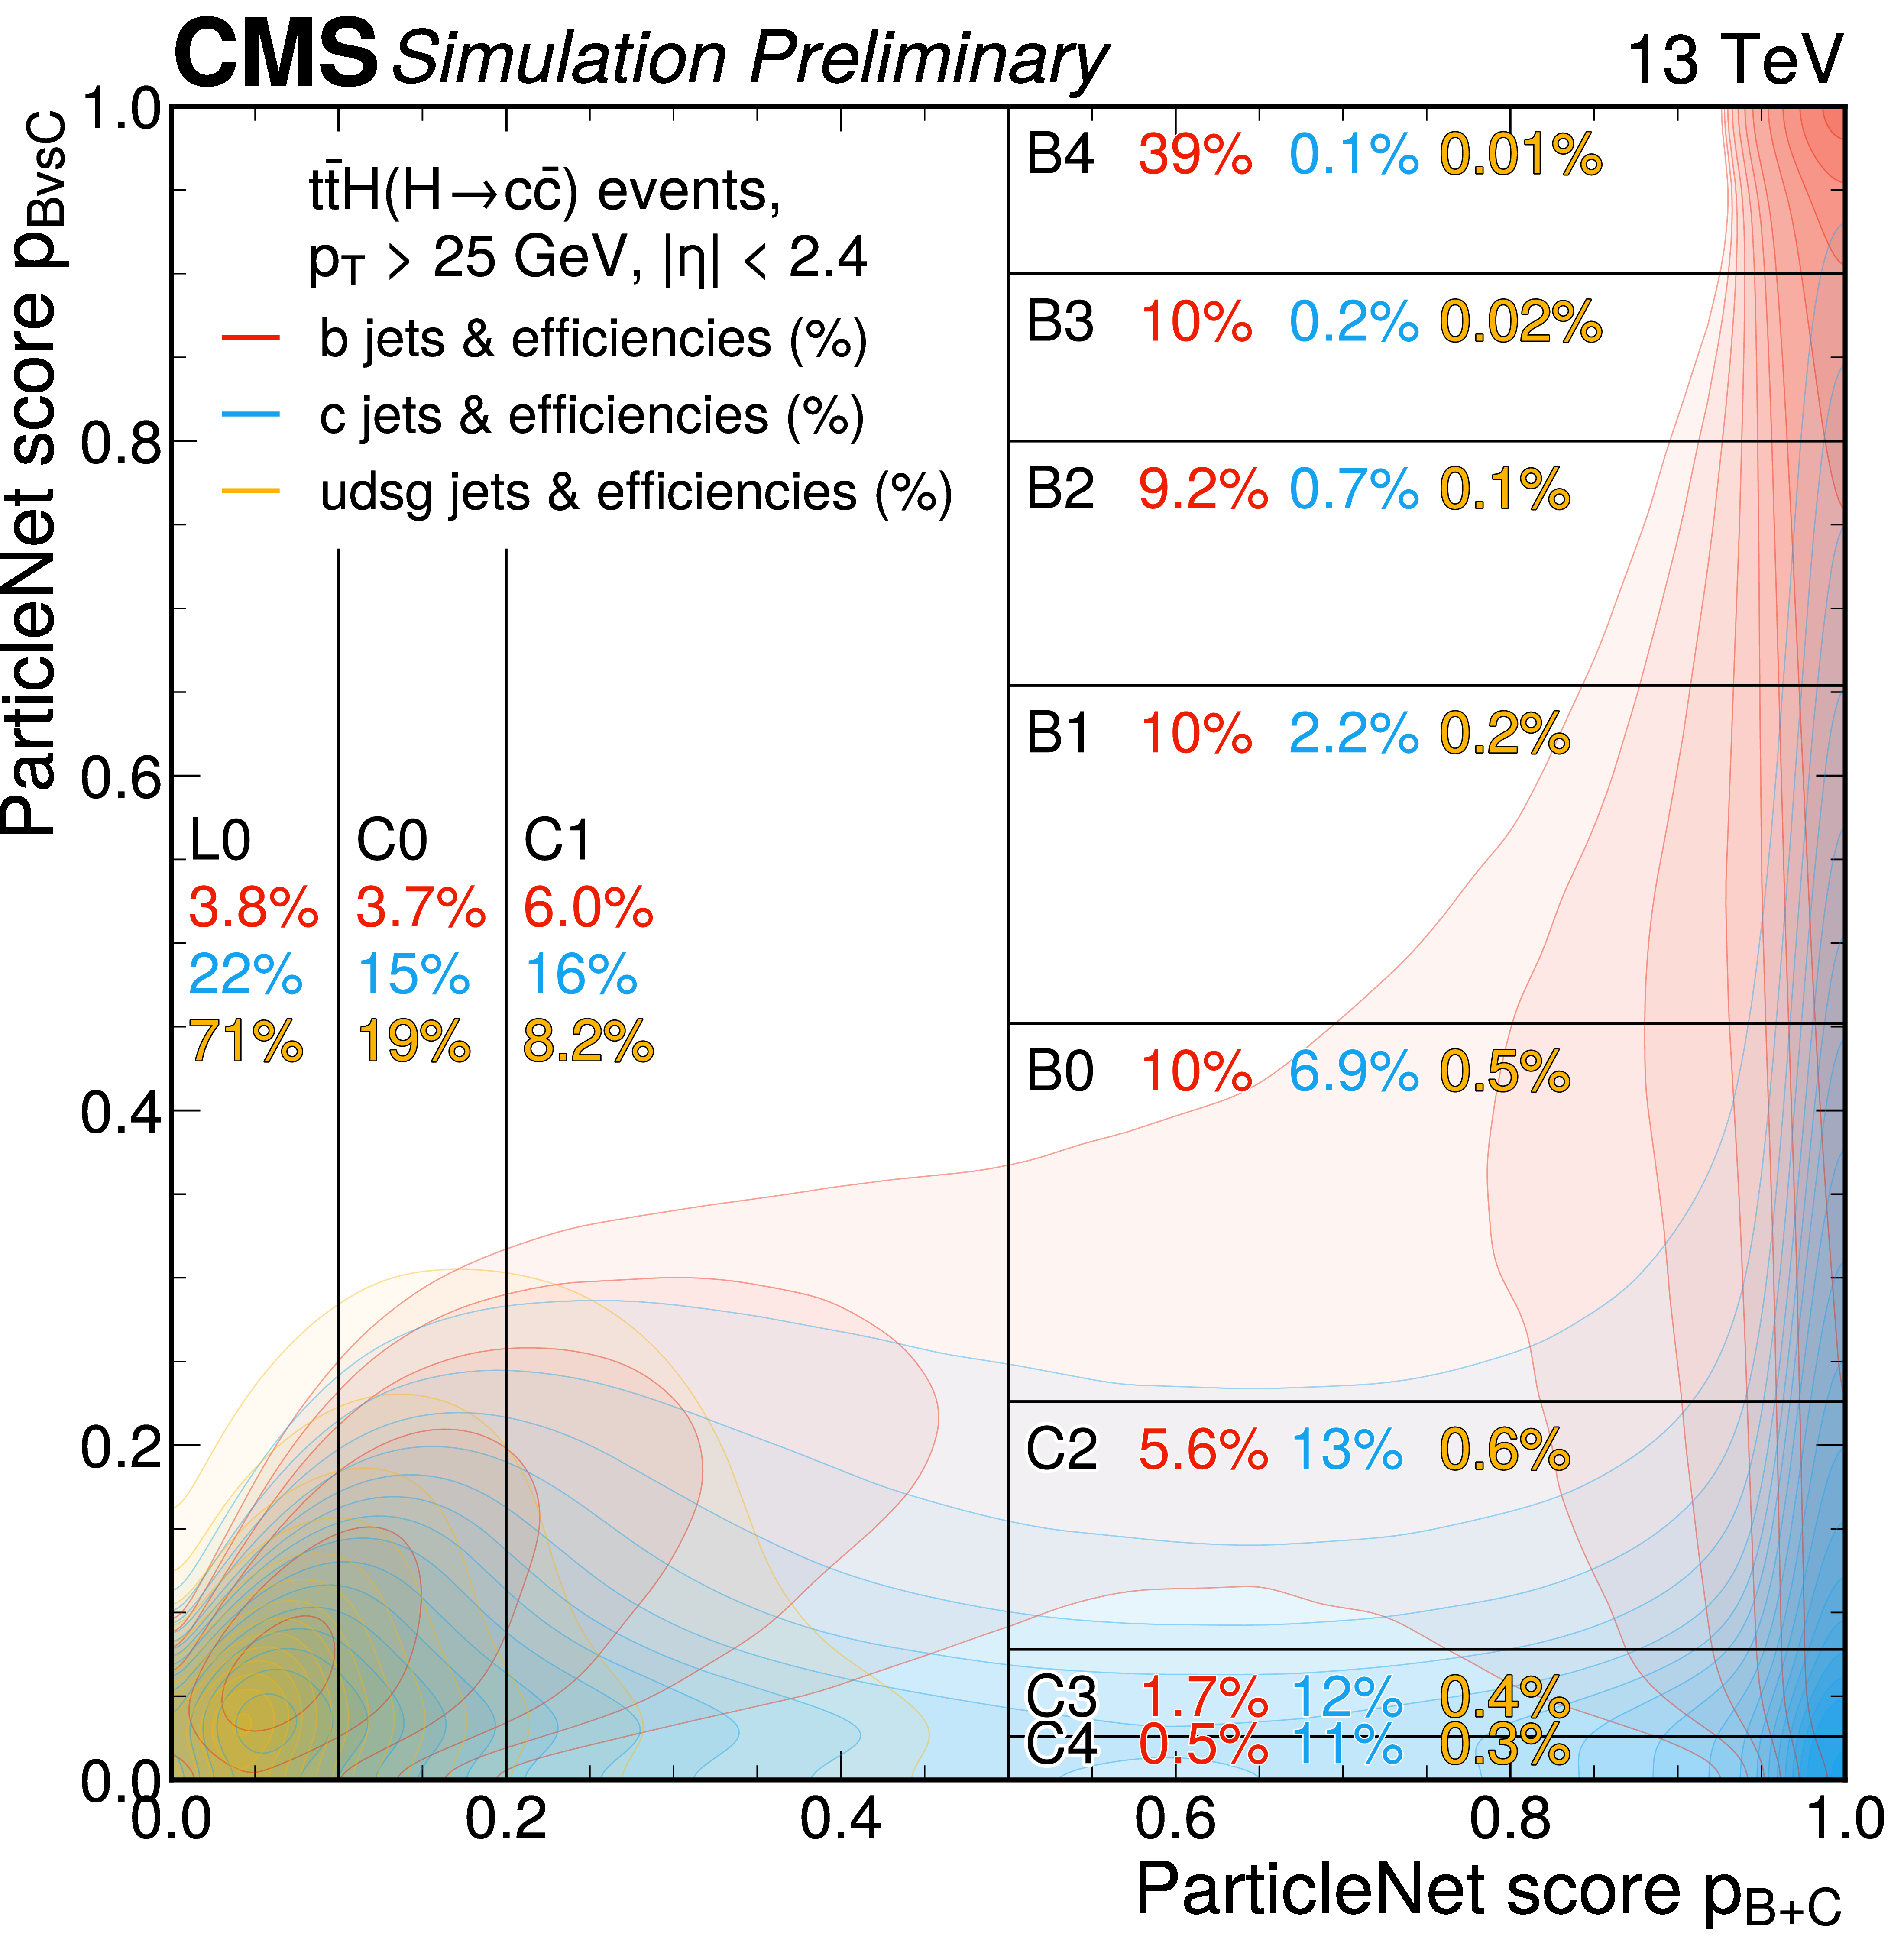 CMS Simulation Preliminary 13 TeV
ParticleNet score pBvsC
1.0
0.8
0.6
0.4
0.2
0.0
tt̄H(H→cc̄) events,
pT > 25 GeV, |η| < 2.4
b jets & efficiencies (%)
c jets & efficiencies (%)
udsg jets & efficiencies (%)
L0 C0 C1
3.8% 3.7% 6.0%
22% 15% 16%
71% 19% 8.2%
B4 39% 0.1% 0.01%
B3 10% 0.2% 0.02%
B2 9.2% 0.7% 0.1%
B1 10% 2.2% 0.2%
B0 10% 6.9% 0.5%
C2 5.6% 13% 0.6%
C3 1.7% 12% 0.4%
C4 0.5% 11% 0.3%
0.0 0.2 0.4 0.6 0.8 1.0
ParticleNet score pB+C